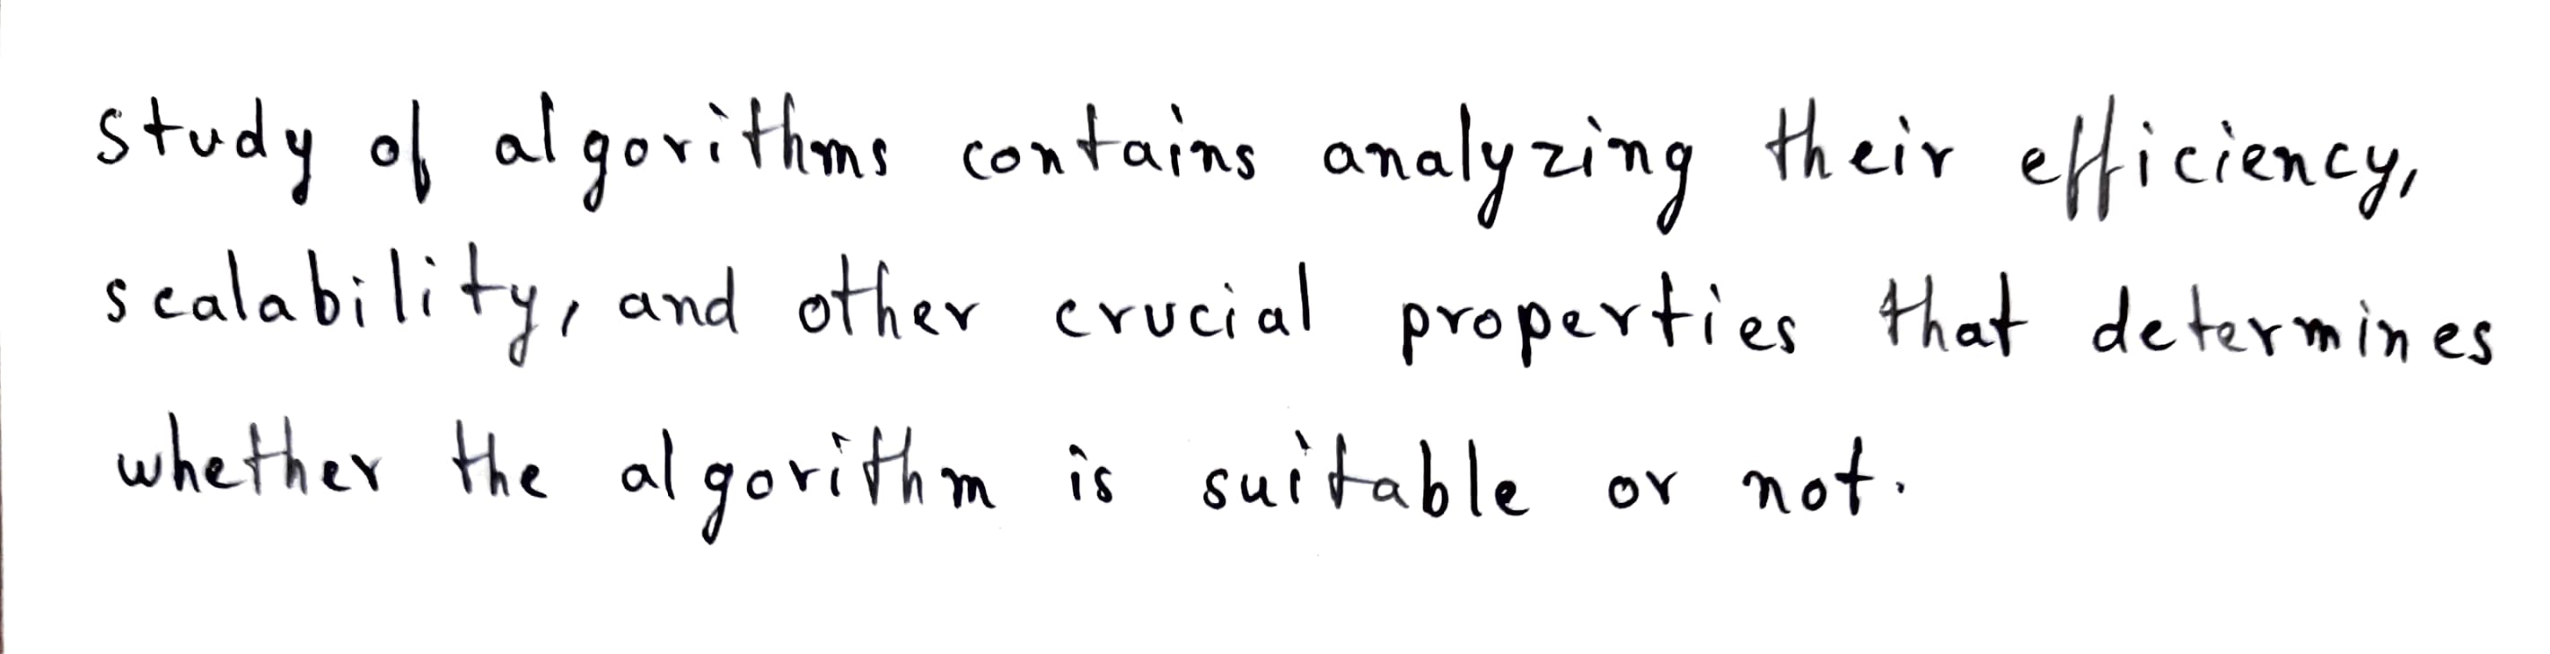 study of algorithms contains analyzing their efficiency,
scalability, and other crucial properties that determines
whether the algorithm is suitable or not.